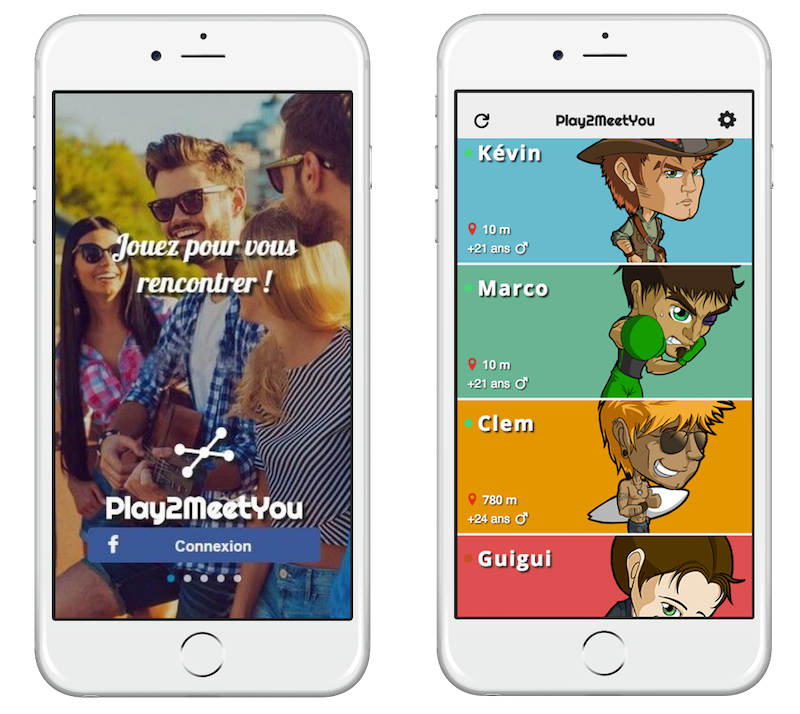 Jouez pour vous
rencontrer !
Play2MeetYou
f Connexion
Play2MeetYou
Kévin
10 m
+21 ans ♂
Marco
10 m
+21 ans ♂
Clem
780 m
+24 ans ♂
Guigui